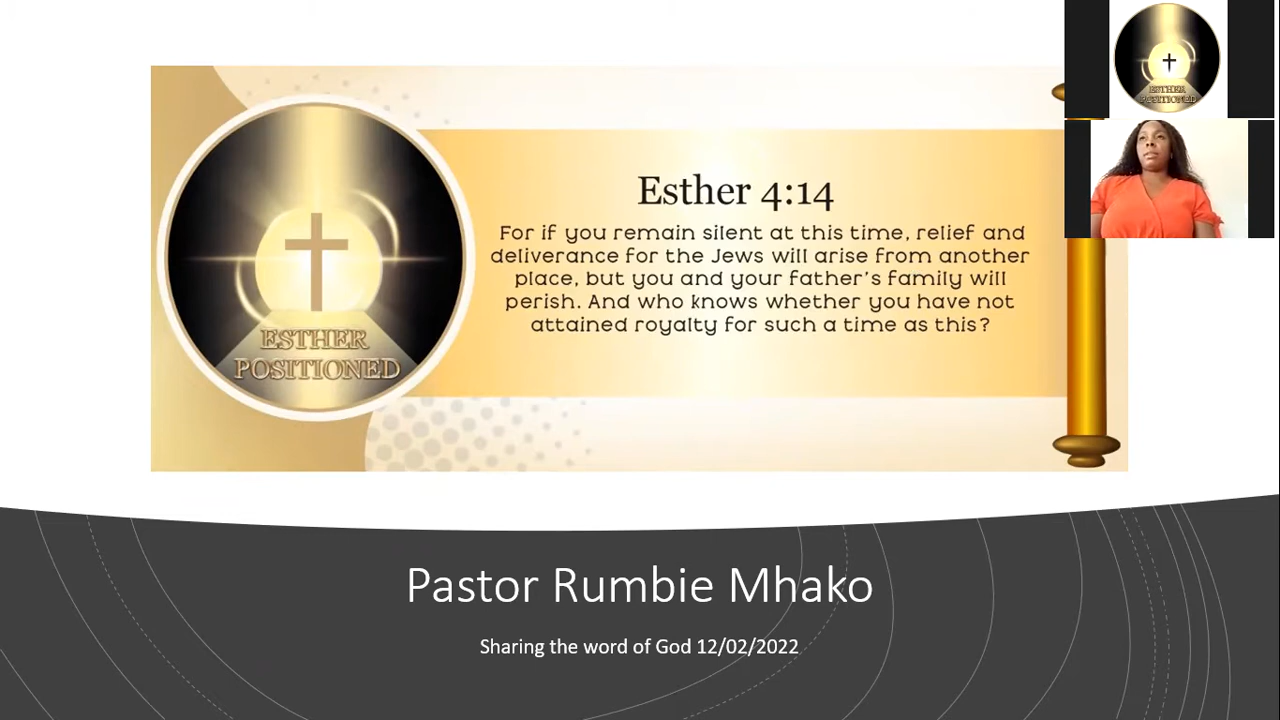 Esther 4:14
For if you remain silent at this time, relief and
deliverance for the Jews will arise from another
place, but you and your father's family will
perish. And who knows whether you have not
attained royalty for such a time as this?
ESTHER
POSITIONED
ESTHER
POSITIONED
Pastor Rumbie Mhako
Sharing the word of God 12/02/2022